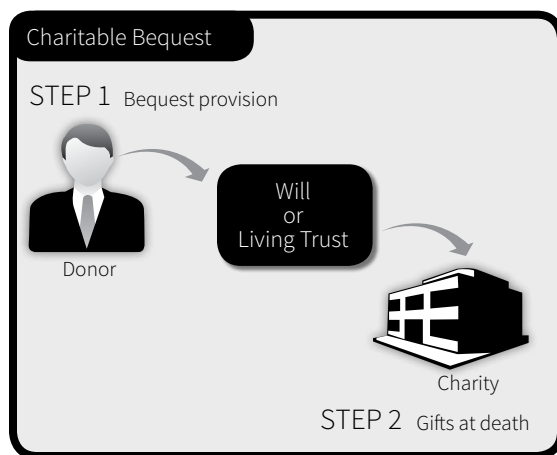 Charitable Bequest
STEP 1 Bequest provision
Donor
Will
or
Living Trust
Charity
STEP 2 Gifts at death